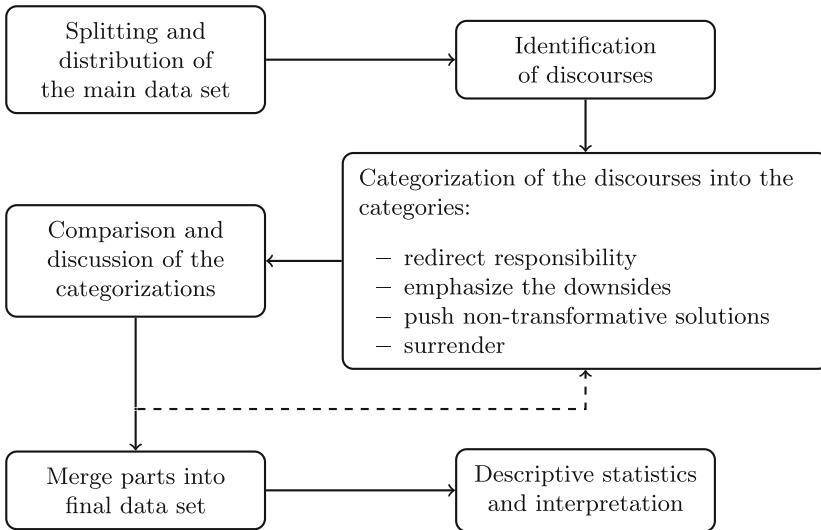 Splitting and
distribution of
the main data set
Identification
of discourses
Categorization of the discourses into the
categories:
– redirect responsibility
– emphasize the downsides
– push non-transformative solutions
– surrender
Comparison and
discussion of the
categorizations
Merge parts into
final data set
Descriptive statistics
and interpretation